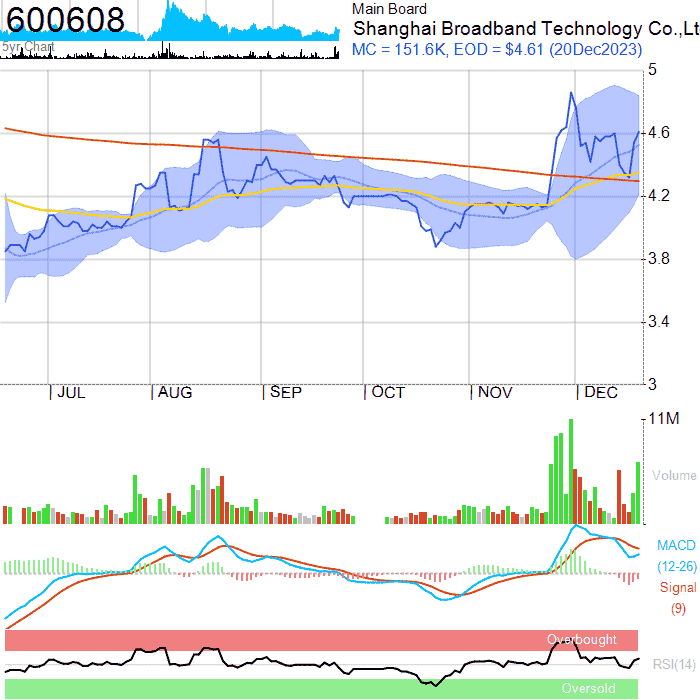 600608
5yr Chart
Main Board
Shanghai Broadband Technology Co.,Lt
MC = 151.6K, EOD = $4.61 (20Dec2023)
5
4.6
4.2
3.8
3.4
3
JUL AUG SEP OCT NOV DEC
11M
Volume
MACD
(12-26)
Signal
(9)
Overbought
RSI(14)
Oversold